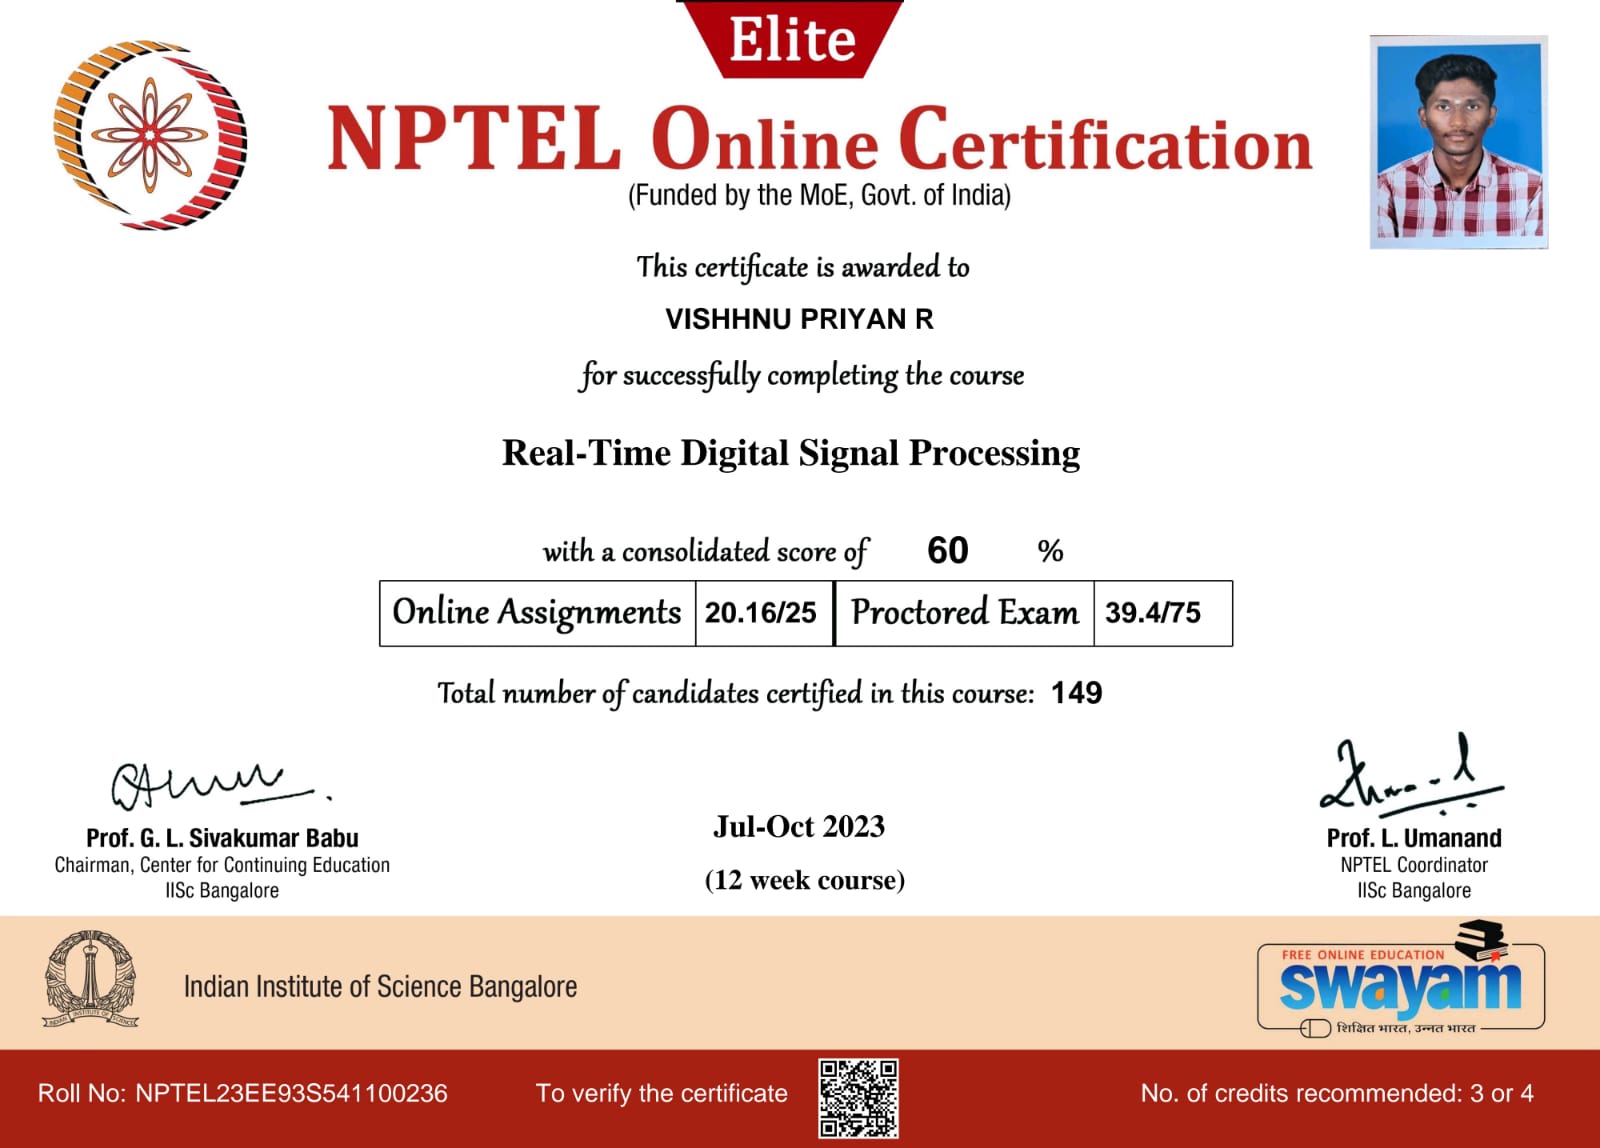 Elite
NPTEL Online Certification
(Funded by the MoE, Govt. of India)
This certificate is awarded to
VISHHNU PRIYAN R
for successfully completing the course
Real-Time Digital Signal Processing
with a consolidated score of 60 %
Online Assignments 20.16/25 Proctored Exam 39.4/75
Total number of candidates certified in this course: 149
Prof. G. L. Sivakumar Babu
Chairman, Center for Continuing Education
IISc Bangalore
Jul-Oct 2023
(12 week course)
Prof. L. Umanand
NPTEL Coordinator
IISc Bangalore
INDIAN INSTITUTE OF SCIENCE
Indian Institute of Science Bangalore
FREE ONLINE EDUCATION
swayam
शिक्षित भारत, उन्नत भारत
Roll No: NPTEL23EE93S541100236
To verify the certificate
No. of credits recommended: 3 or 4